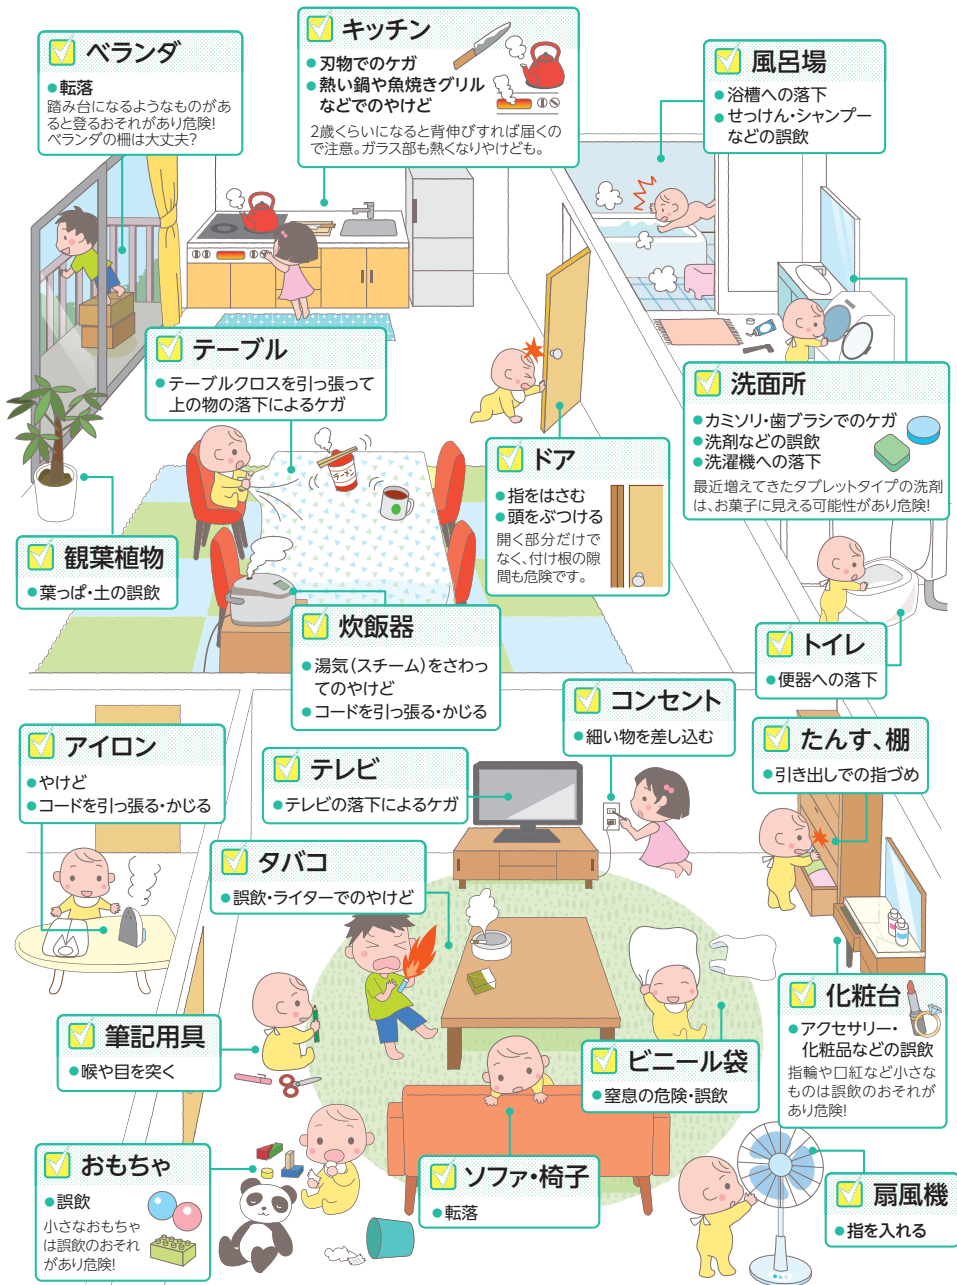 ベランダ
●転落
踏み台になるようなものがあ
ると登るおそれがあり危険!
ベランダの柵は大丈夫?
キッチン
●刃物でのケガ
●熱い鍋や魚焼きグリル
などでのやけど
2歳くらいになると背伸びすれば届くの
で注意。ガラス部も熱くなりやけども。
風呂場
●浴槽への落下
●せっけん・シャンプー
などの誤飲
テーブル
●テーブルクロスを引っ張って
上の物の落下によるケガ
ラーメン
洗面所
●カミソリ・歯ブラシでのケガ
●洗剤などの誤飲
●洗濯機への落下
最近増えてきたタブレットタイプの洗剤
は、お菓子に見える可能性があり危険!
ドア
●指をはさむ
●頭をぶつける
開く部分だけで
なく、付け根の隙
間も危険です。
観葉植物
●葉っぱ・土の誤飲
炊飯器
●湯気(スチーム)をさわっ
てのやけど
●コードを引っ張る・かじる
トイレ
●便器への落下
コンセント
●細い物を差し込む
たんす、棚
●引き出しでの指づめ
アイロン
●やけど
●コードを引っ張る・かじる
テレビ
●テレビの落下によるケガ
タバコ
●誤飲・ライターでのやけど
化粧台
●アクセサリー・
化粧品などの誤飲
指輪や口紅など小さな
ものは誤飲のおそれが
あり危険!
筆記用具
●喉や目を突く
ビニール袋
●窒息の危険・誤飲
おもちゃ
●誤飲
小さなおもちゃ
は誤飲のおそれ
があり危険!
ソファ・椅子
●転落
扇風機
●指を入れる